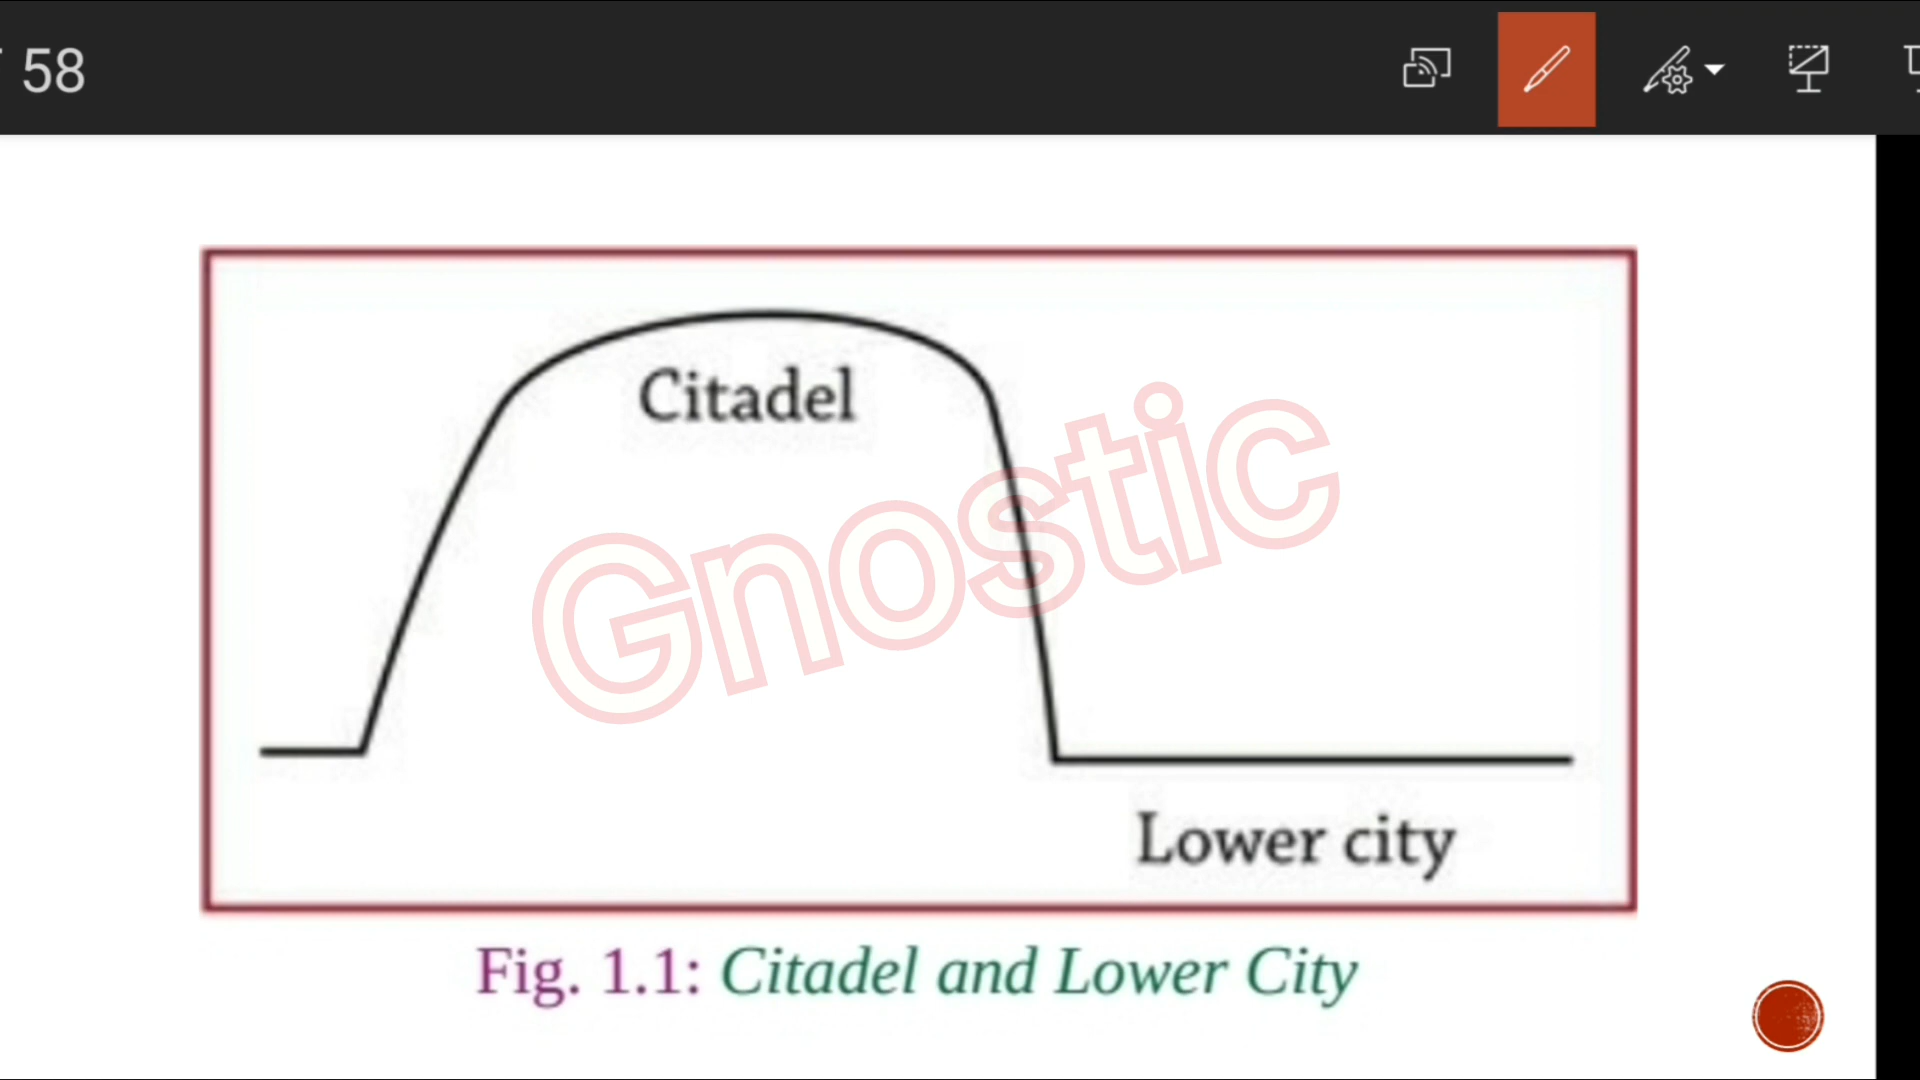 58
Citadel
Gnostic
Lower city
Fig. 1.1: Citadel and Lower City